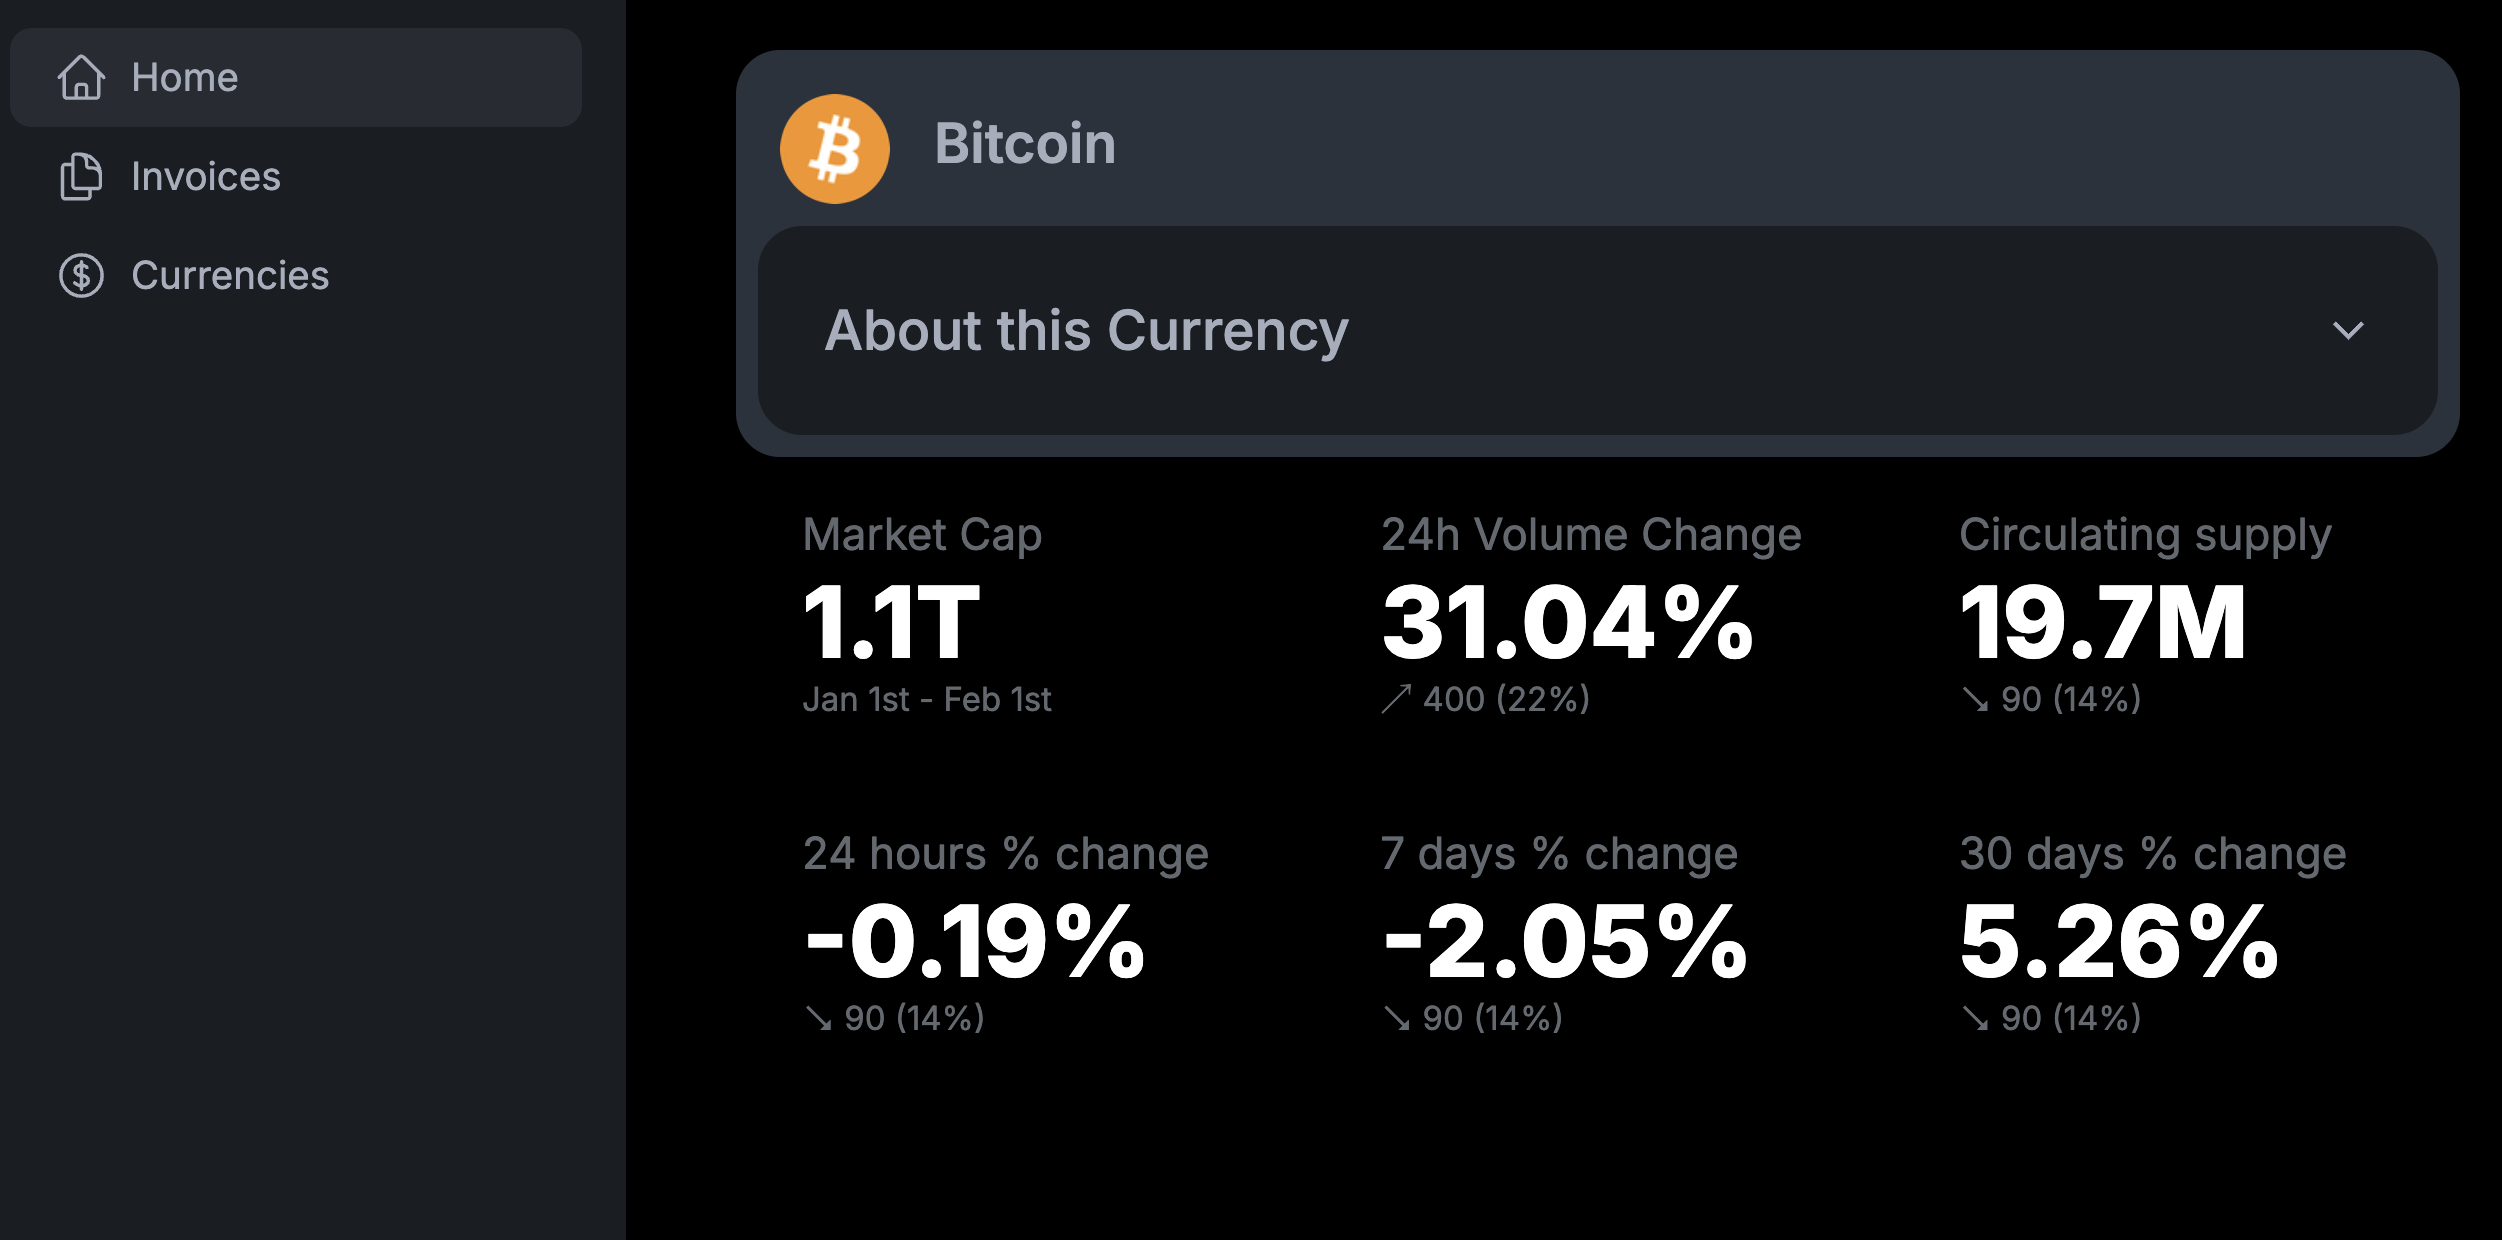 Home
Invoices
Currencies
Bitcoin
About this Currency
Market Cap
1.1T
Jan 1st - Feb 1st
24h Volume Change
31.04%
↗ 400 (22%)
Circulating supply
19.7M
↘ 90 (14%)
24 hours % change
-0.19%
↘ 90 (14%)
7 days % change
-2.05%
↘ 90 (14%)
30 days % change
5.26%
↘ 90 (14%)